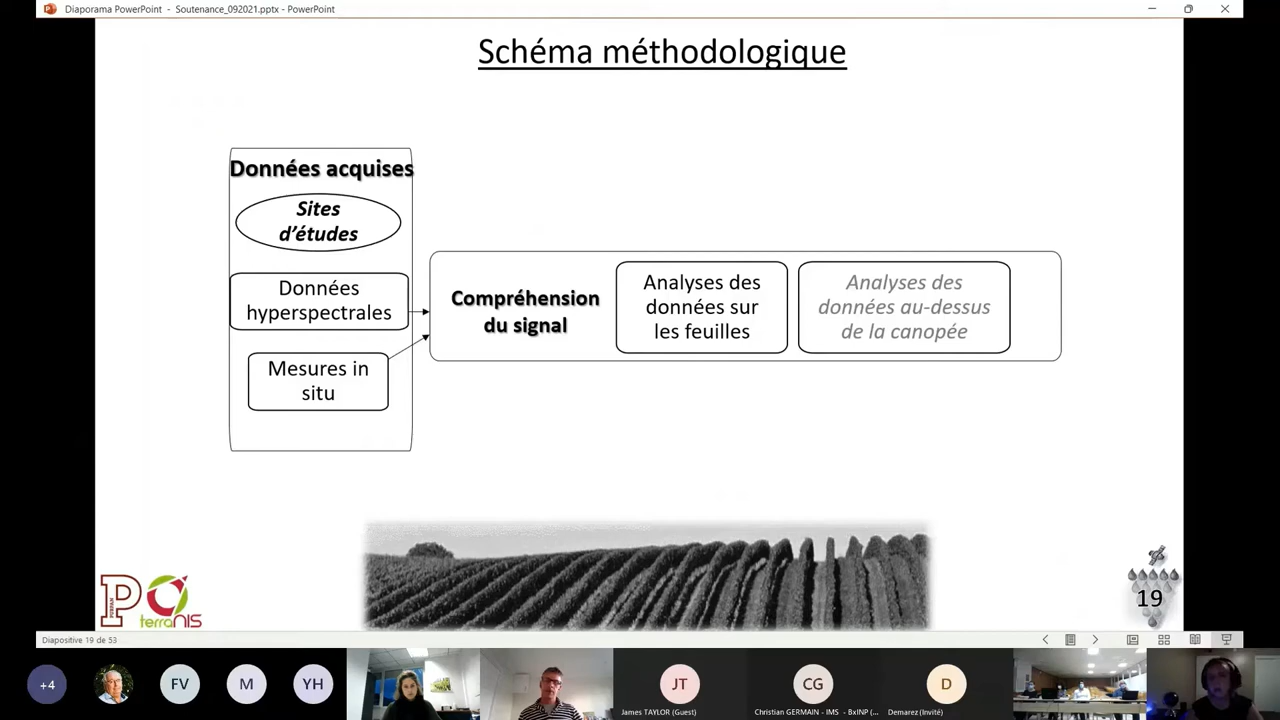 Diaporama PowerPoint - Soutenance_092021.pptx - PowerPoint
Schéma méthodologique
Données acquises
Sites
d'études
Données
hyperspectrales
Mesures in
situ
Compréhension
du signal
Analyses des
données sur
les feuilles
Analyses des
données au-dessus
de la canopée
P
PURPAN
terraNIS
19
Diapositive 19 de 53
+4
FV
M
YH
JT
James TAYLOR (Guest)
CG
Christian GERMAIN - IMS - BxINP (...
D
Demarez (Invité)